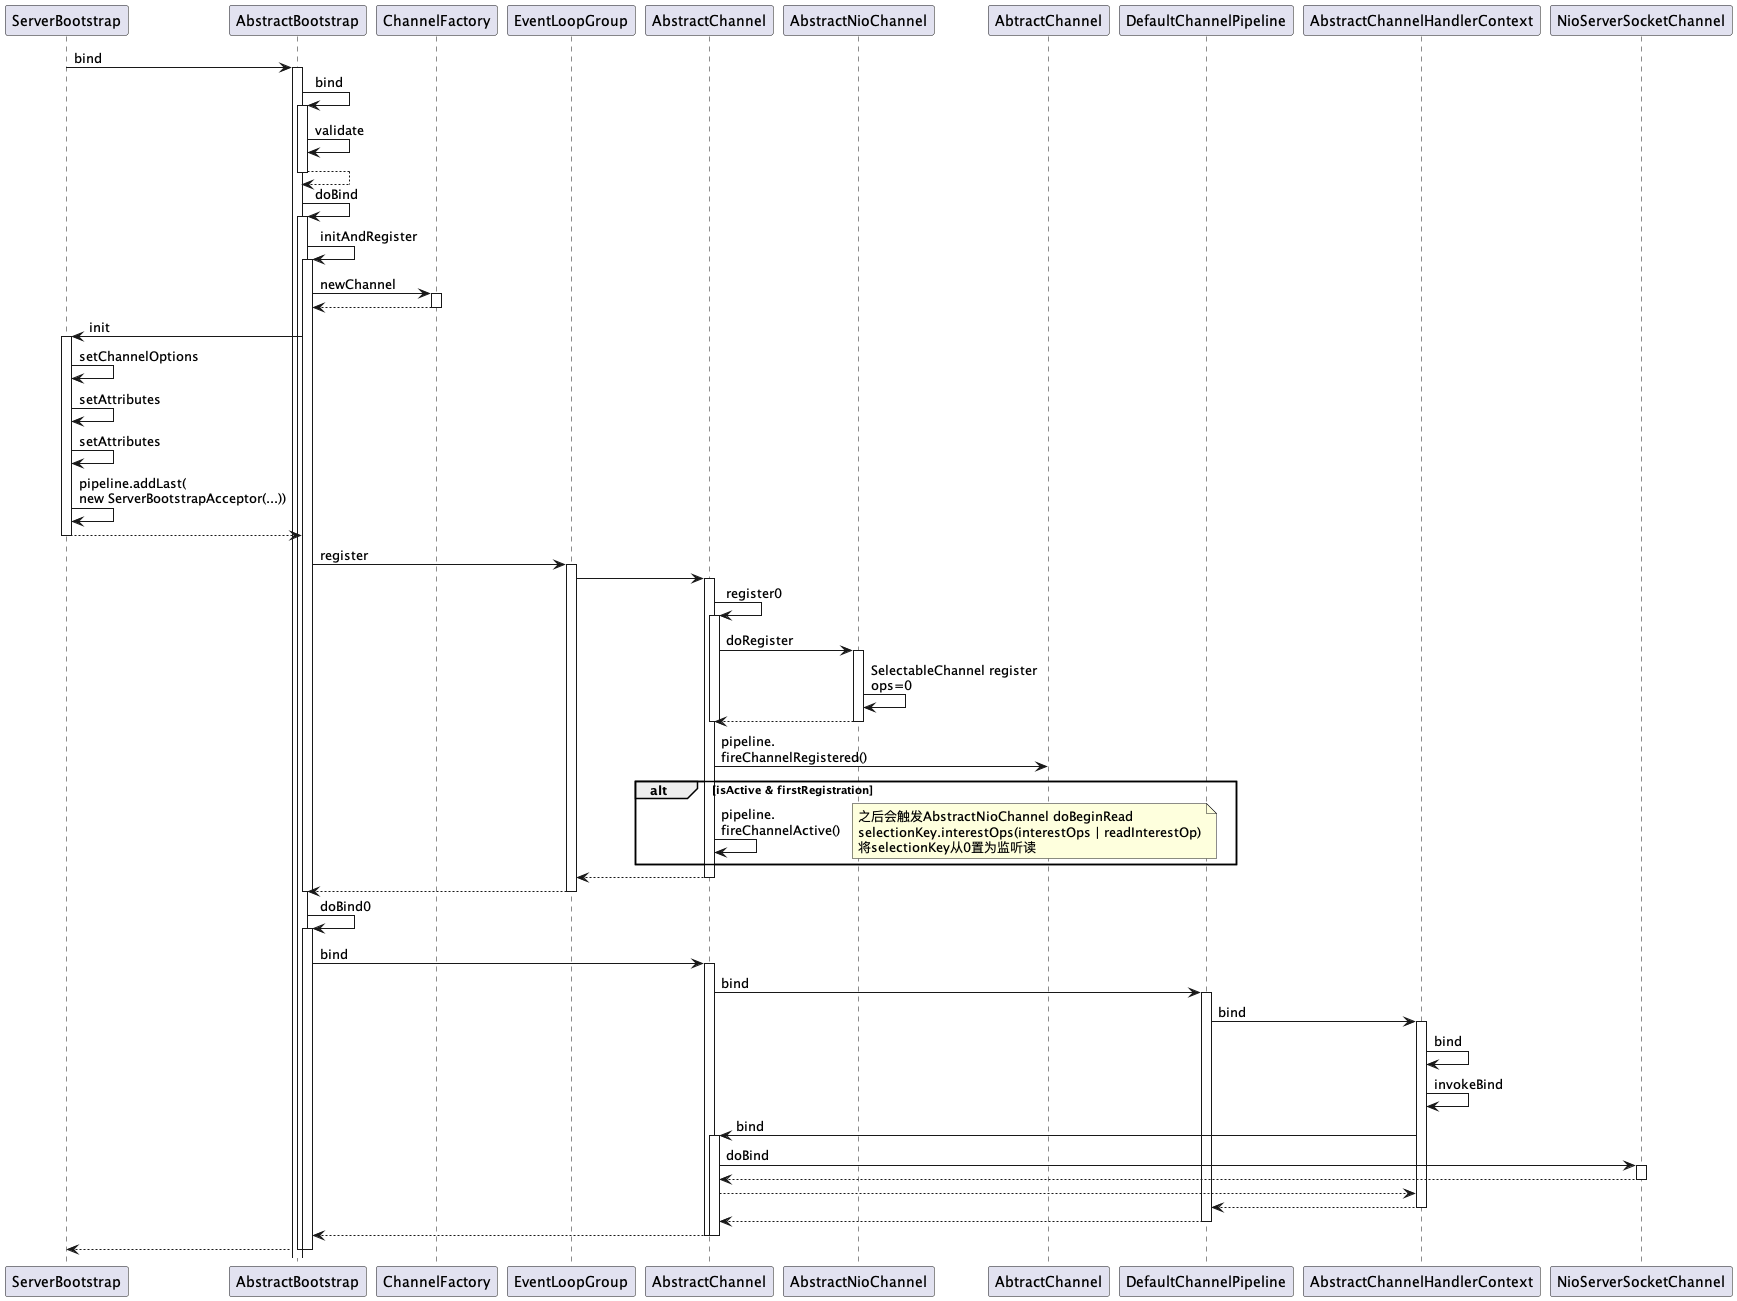 ServerBootstrap
AbstractBootstrap
ChannelFactory
EventLoopGroup
AbstractChannel
AbstractNioChannel
AbtractChannel
DefaultChannelPipeline
AbstractChannelHandlerContext
NioServerSocketChannel
bind
bind
validate
doBind
initAndRegister
newChannel
init
setChannelOptions
setAttributes
setAttributes
pipeline.addLast(
new ServerBootstrapAcceptor(...))
register
register0
doRegister
SelectableChannel register
ops=0
pipeline.
fireChannelRegistered()
alt
[isActive & firstRegistration]
pipeline.
fireChannelActive()
之后会触发AbstractNioChannel doBeginRead
selectionKey.interestOps(interestOps | readInterestOp)
将selectionKey从0置为监听读
doBind0
bind
bind
bind
bind
invokeBind
bind
doBind
ServerBootstrap
AbstractBootstrap
ChannelFactory
EventLoopGroup
AbstractChannel
AbstractNioChannel
AbtractChannel
DefaultChannelPipeline
AbstractChannelHandlerContext
NioServerSocketChannel